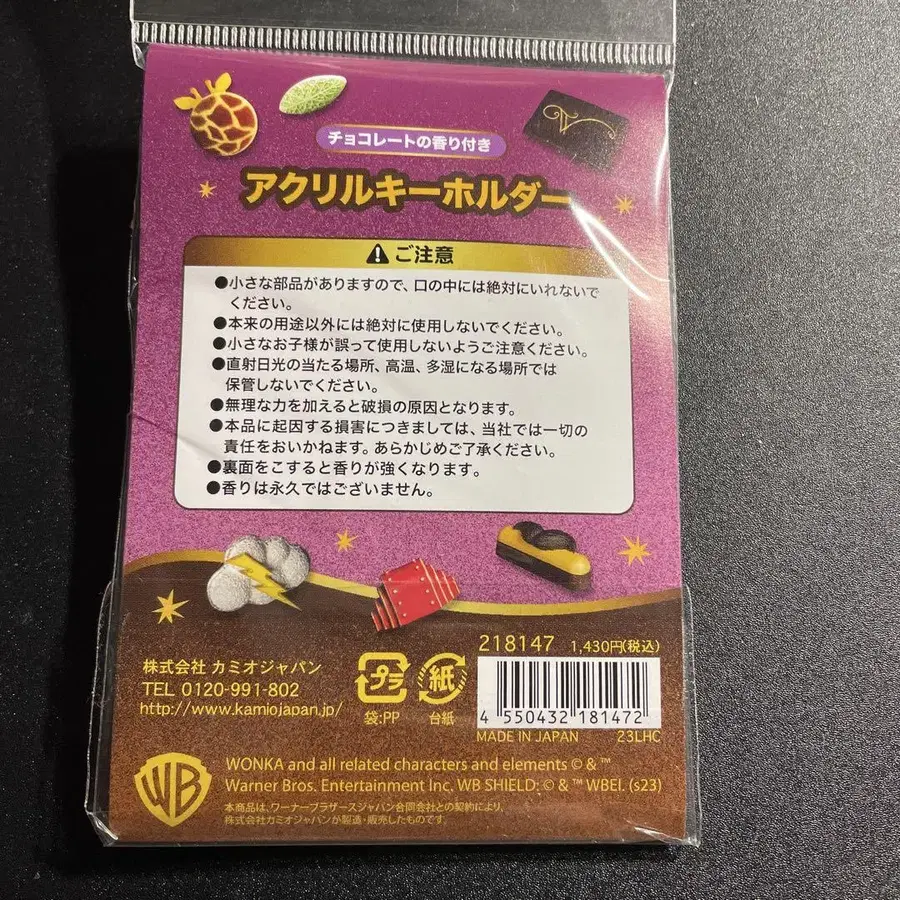 チョコレートの香り付き
アクリルキーホルダー
ご注意
●小さな部品がありますので、口の中には絶対にいれないで
ください。
●本来の用途以外には絶対に使用しないでください。
●小さなお子様が誤って使用しないようご注意ください。
●直射日光の当たる場所、高温、多湿になる場所では
保管しないでください。
●無理な力を加えると破損の原因となります。
●本品に起因する損害につきましては、当社では一切の
責任をおいかねます。あらかじめご了承ください。
●裏面をこすると香りが強くなります。
●香りは永久ではございません。
株式会社 カミオジャパン
TEL 0120-991-802
http://www.kamiojapan.jp/
プラ
袋:PP
紙
台紙
218147 1,430円(税込)
4 550432 181472
MADE IN JAPAN 23LHC
WB
WONKA and all related characters and elements © & ™
Warner Bros. Entertainment Inc. WB SHIELD: © & ™ WBEI. (s23)
本商品は、ワーナーブラザースジャパン合同会社との契約により、
株式会社カミオジャパンが製造・販売したものです。